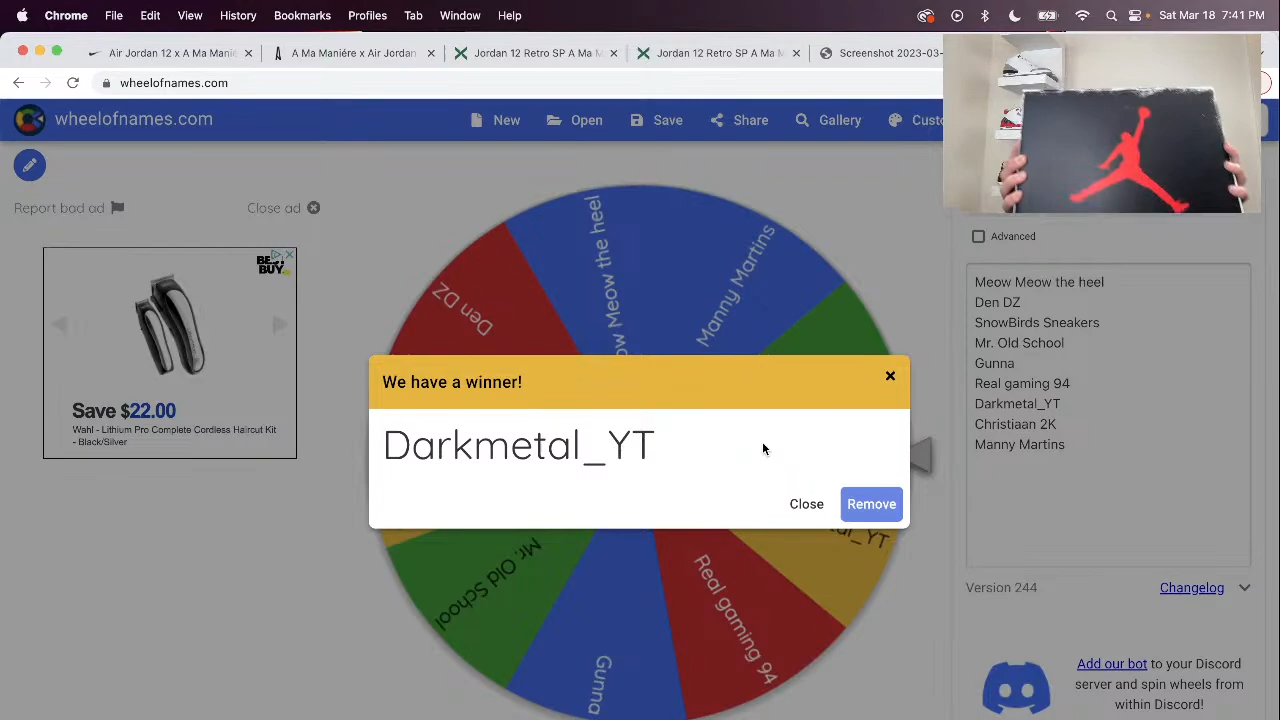 Chrome File Edit View History Bookmarks Profiles Tab Window Help
Sat Mar 18 7:41 PM
Air Jordan 12 x A Ma Manié
A Ma Maniére x Air Jordan
Jordan 12 Retro SP A Ma M
Jordan 12 Retro SP A Ma M
Screenshot 2023-03-
wheelofnames.com
wheelofnames.com
New Open Save Share Gallery Custo
Report bad ad Close ad
BEST BUY
Save $22.00
Wahl - Lithium Pro Complete Cordless Haircut Kit
- Black/Silver
Den DZ
ow Meow the heel
Manny Martins
We have a winner!
Darkmetal_YT
Close Remove
Mr. Old School
Gunna
Real gaming 94
tal_YT
Advanced
Meow Meow the heel
Den DZ
SnowBirds Sneakers
Mr. Old School
Gunna
Real gaming 94
Darkmetal_YT
Christiaan 2K
Manny Martins
Version 244 Changelog
Add our bot to your Discord
server and spin wheels from
within Discord!